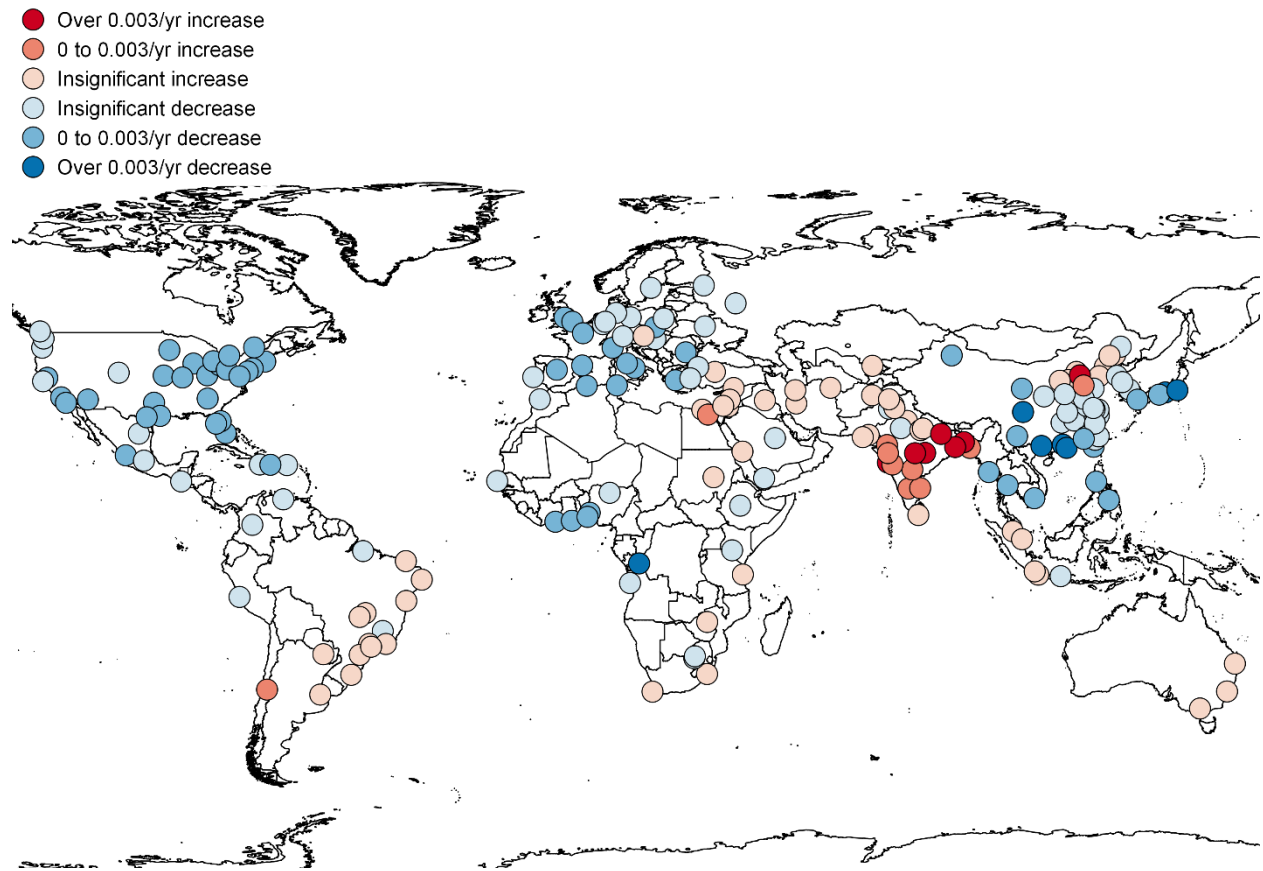 Over 0.003/yr increase
0 to 0.003/yr increase
Insignificant increase
Insignificant decrease
0 to 0.003/yr decrease
Over 0.003/yr decrease